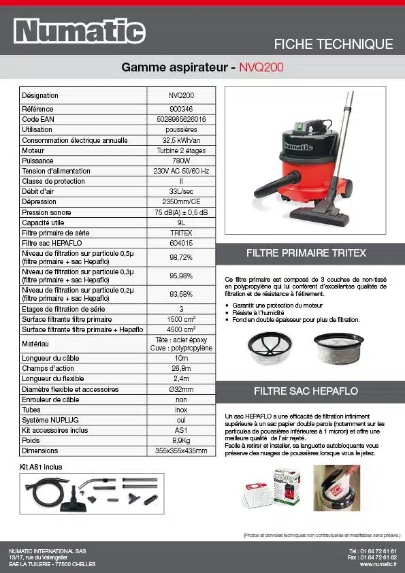 Numatic
FICHE TECHNIQUE
Gamme aspirateur - NVQ200
Désignation NVQ200
Référence 900346
Code EAN 5028965626016
Utilisation poussières
Consommation électrique annuelle 32,5 kWh/an
Moteur Turbine 2 étages
Puissance 780W
Tension d'alimentation 230V AC 50/60 Hz
Classe de protection II
Débit d'air 33L/sec
Dépression 2350mm/CE
Pression sonore 75 dB(A) ± 0,5 dB
Capacité utile 9L
Filtre primaire de série TRITEX
Filtre sac HEPAFLO 604015
Niveau de filtration sur particule 0,5µ
(filtre primaire + sac Hepaflo) 98,72%
Niveau de filtration sur particule 0,3µ
(filtre primaire + sac Hepaflo) 95,98%
Niveau de filtration sur particule 0,2µ
(filtre primaire + sac Hepaflo) 93,58%
Etages de filtration de série 3
Surface filtrante filtre primaire 1500 cm²
Surface filtrante filtre primaire + Hepaflo 4500 cm²
Matériau Tête : acier époxy
Cuve : polypropylène
Longueur du câble 10m
Champs d'action 26,8m
Longueur du flexible 2,4m
Diamètre flexible et accessoires Ø32mm
Enrouleur de câble non
Tubes inox
Système NUPLUG oui
Kit accessoires inclus AS1
Poids 8,9Kg
Dimensions 355x355x435mm
Kit AS1 inclus
FILTRE PRIMAIRE TRITEX
Ce filtre primaire est composé de 3 couches de non-tissé
en polypropylène qui lui confèrent d'excellentes qualités de
filtration et de résistance à l'étirement.
• Garantit une protection du moteur
• Résiste à l'humidité
• Fond en double épaisseur pour plus de filtration.
FILTRE SAC HEPAFLO
Un sac HEPAFLO a une efficacité de filtration infiniment
supérieure à un sac papier double parois (notamment sur les
particules de poussières inférieures à 1 micron) et offre une
meilleure qualité de l'air rejeté.
Facile à retirer et installer, sa languette autobloquante vous
préserve des nuages de poussières lorsque vous le jetez.
(Photos et données techniques non contractuelles et modifiables sans préavis.)
NUMATIC INTERNATIONAL SAS
13/17, rue du Valengelier
EAE LA TUILERIE - 77500 CHELLES
Tél : 01 64 72 61 61
Fax : 01 64 72 61 62
www.numatic.fr